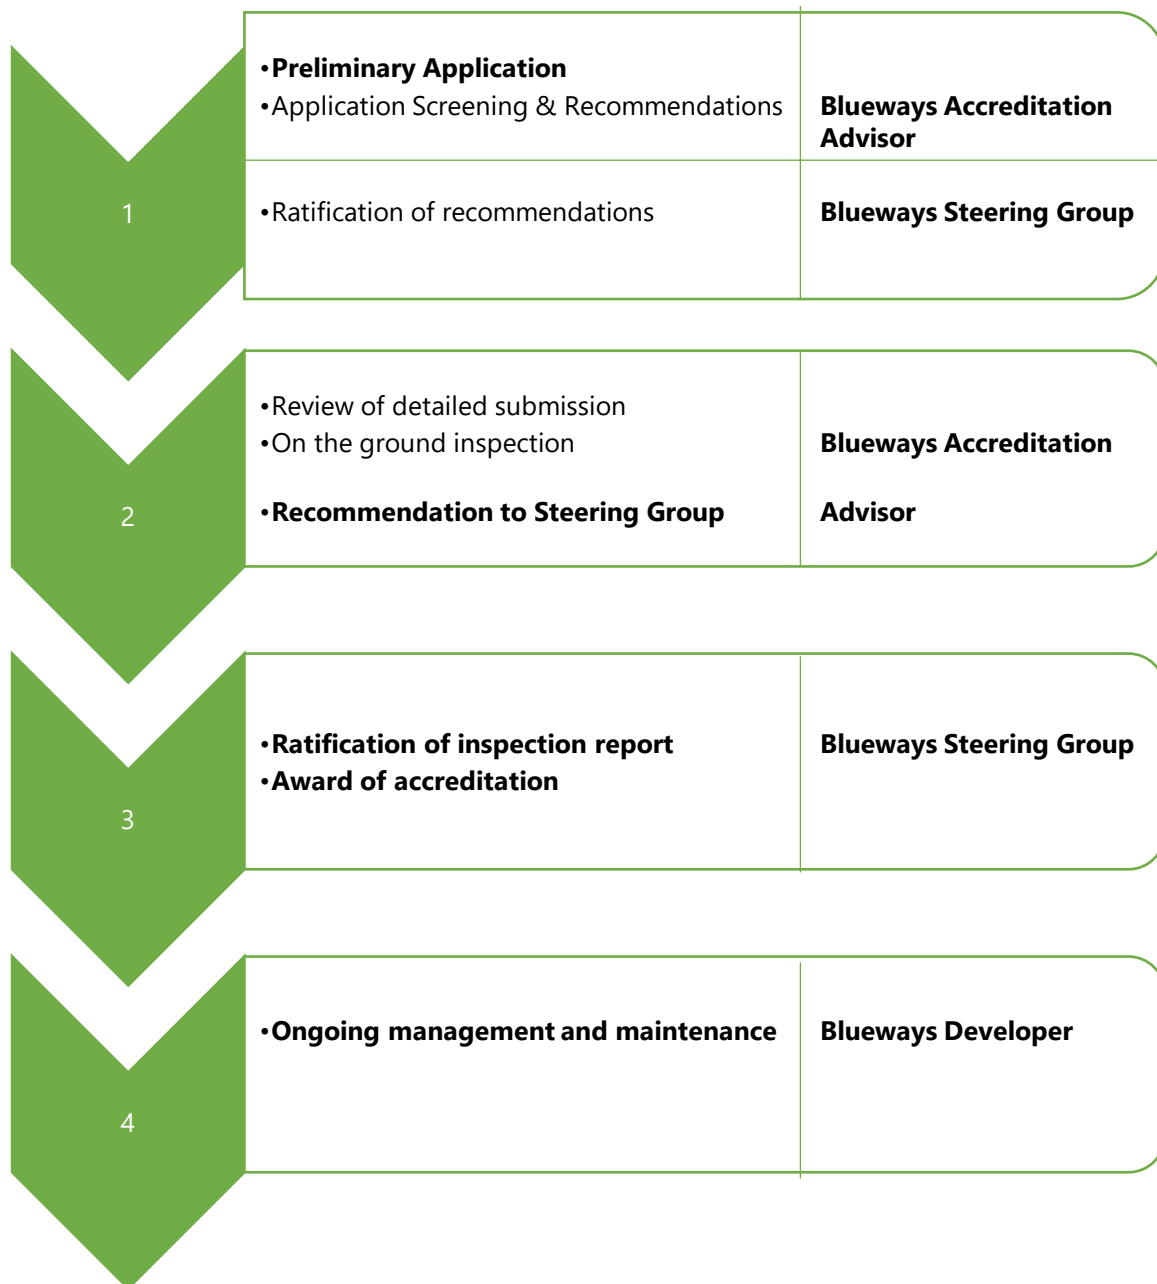 •Preliminary Application
•Application Screening & Recommendations
Blueways Accreditation
Advisor
1
•Ratification of recommendations
Blueways Steering Group
•Review of detailed submission
•On the ground inspection
Blueways Accreditation
2
•Recommendation to Steering Group
Advisor
•Ratification of inspection report
Blueways Steering Group
•Award of accreditation
3
•Ongoing management and maintenance
Blueways Developer
4